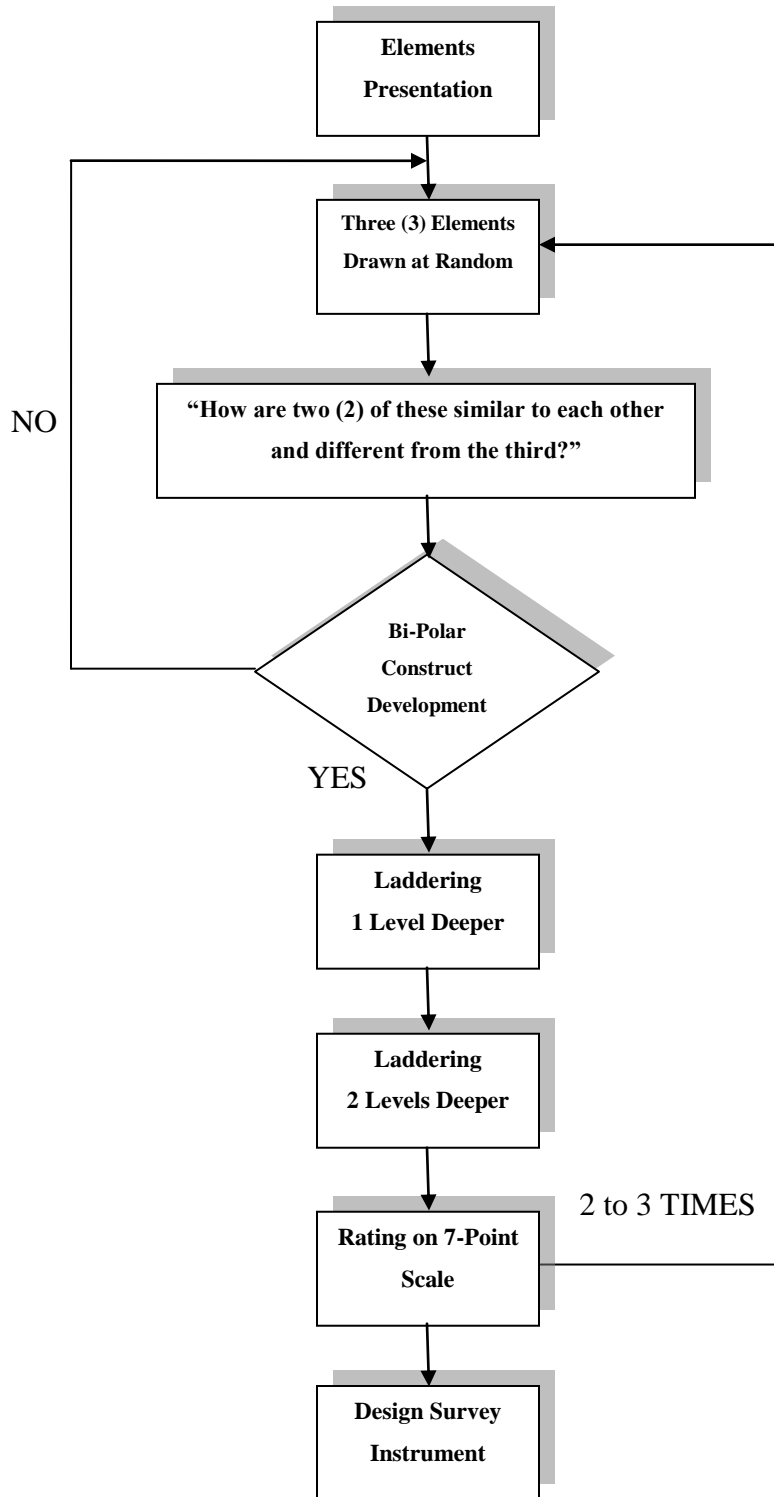 Elements
Presentation
Three (3) Elements
Drawn at Random
“How are two (2) of these similar to each other
and different from the third?”
NO
Bi-Polar
Construct
Development
YES
Laddering
1 Level Deeper
Laddering
2 Levels Deeper
2 to 3 TIMES
Rating on 7-Point
Scale
Design Survey
Instrument